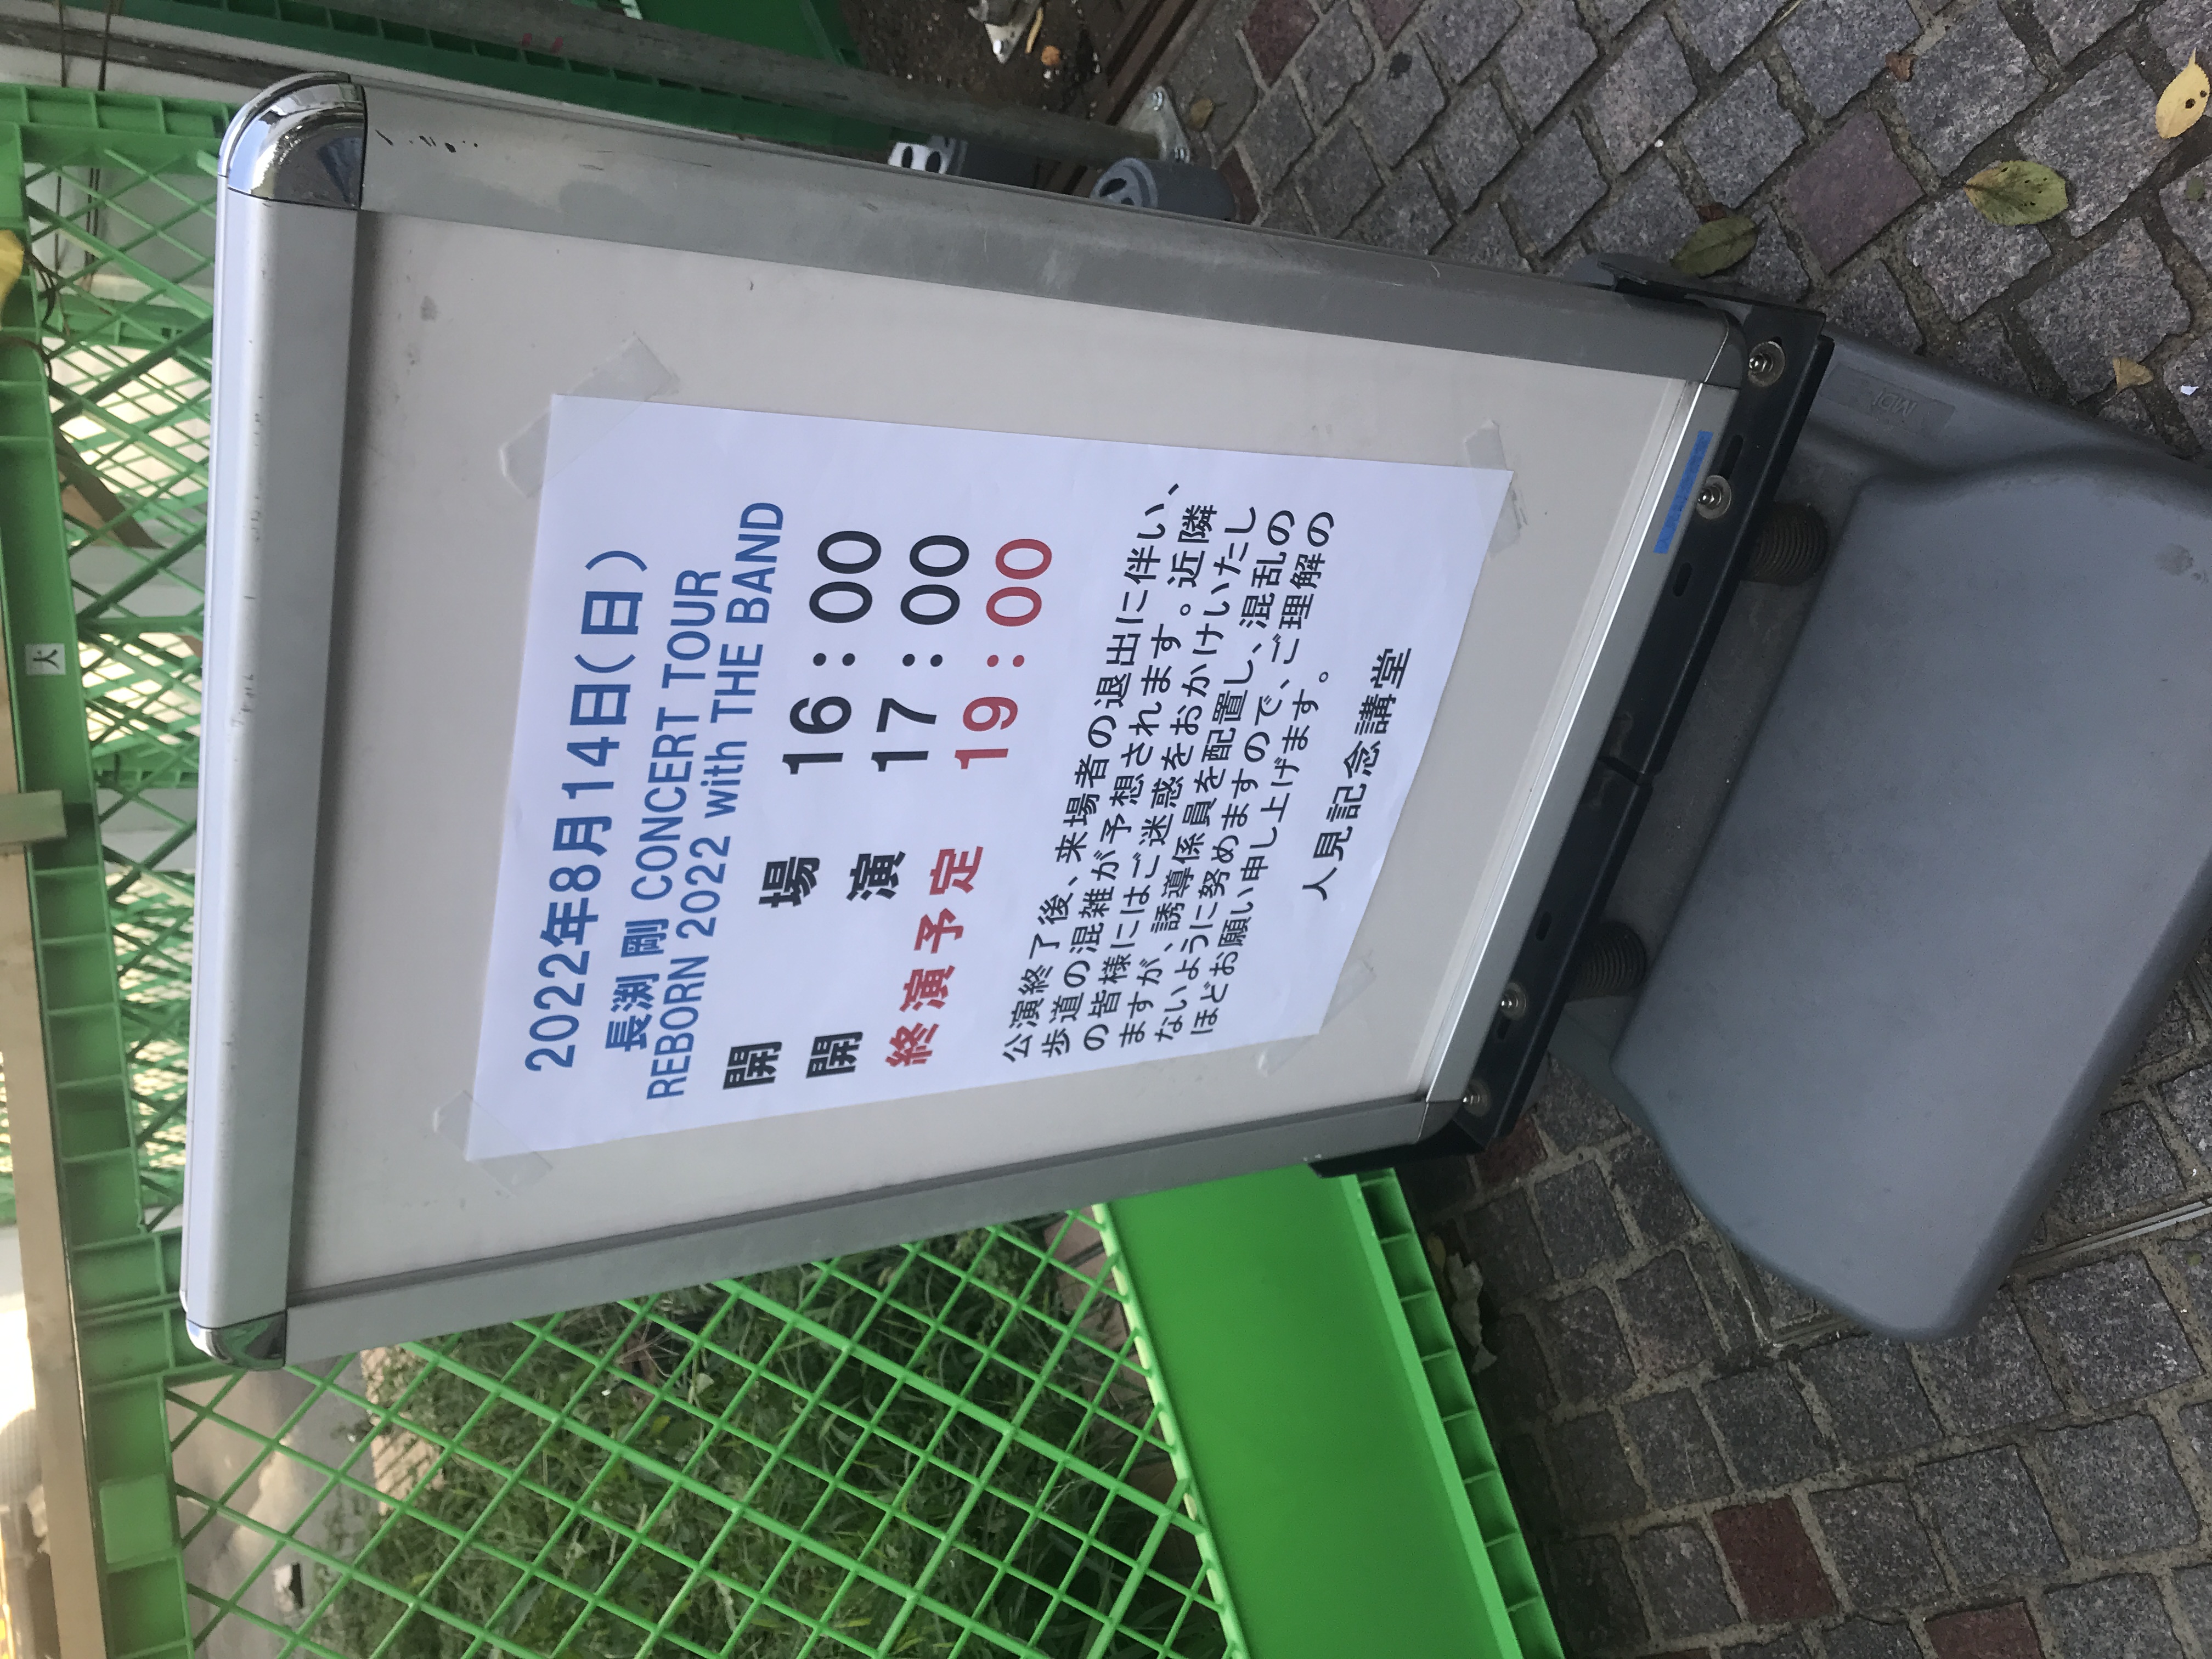 2022年8月14日(日)
長渕 剛 CONCERT TOUR
REBORN 2022 with THE BAND
開 場 16:00
開 演 17:00
終演予定 19:00
公演終了後、来場者の退出に伴い、
歩道の混雑が予想されます。近隣
の皆様にはご迷惑をおかけいたし
ますが、誘導係員を配置し、混乱の
ないように努めますので、ご理解の
ほどお願い申し上げます。
人見記念講堂
MDI